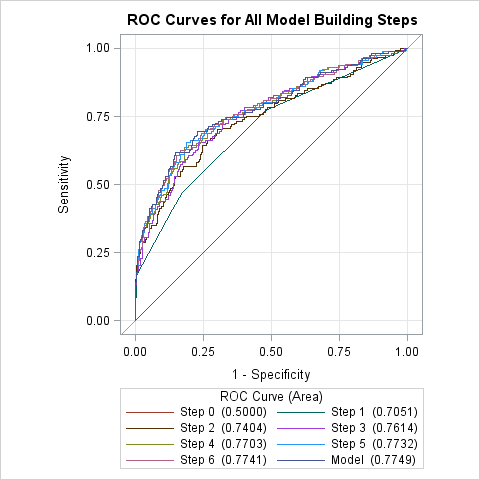 ROC Curves for All Model Building Steps
1.00
0.75
0.50
0.25
0.00
Sensitivity
0.00 0.25 0.50 0.75 1.00
1 - Specificity
ROC Curve (Area)
Step 0 (0.5000) Step 1 (0.7051)
Step 2 (0.7404) Step 3 (0.7614)
Step 4 (0.7703) Step 5 (0.7732)
Step 6 (0.7741) Model (0.7749)